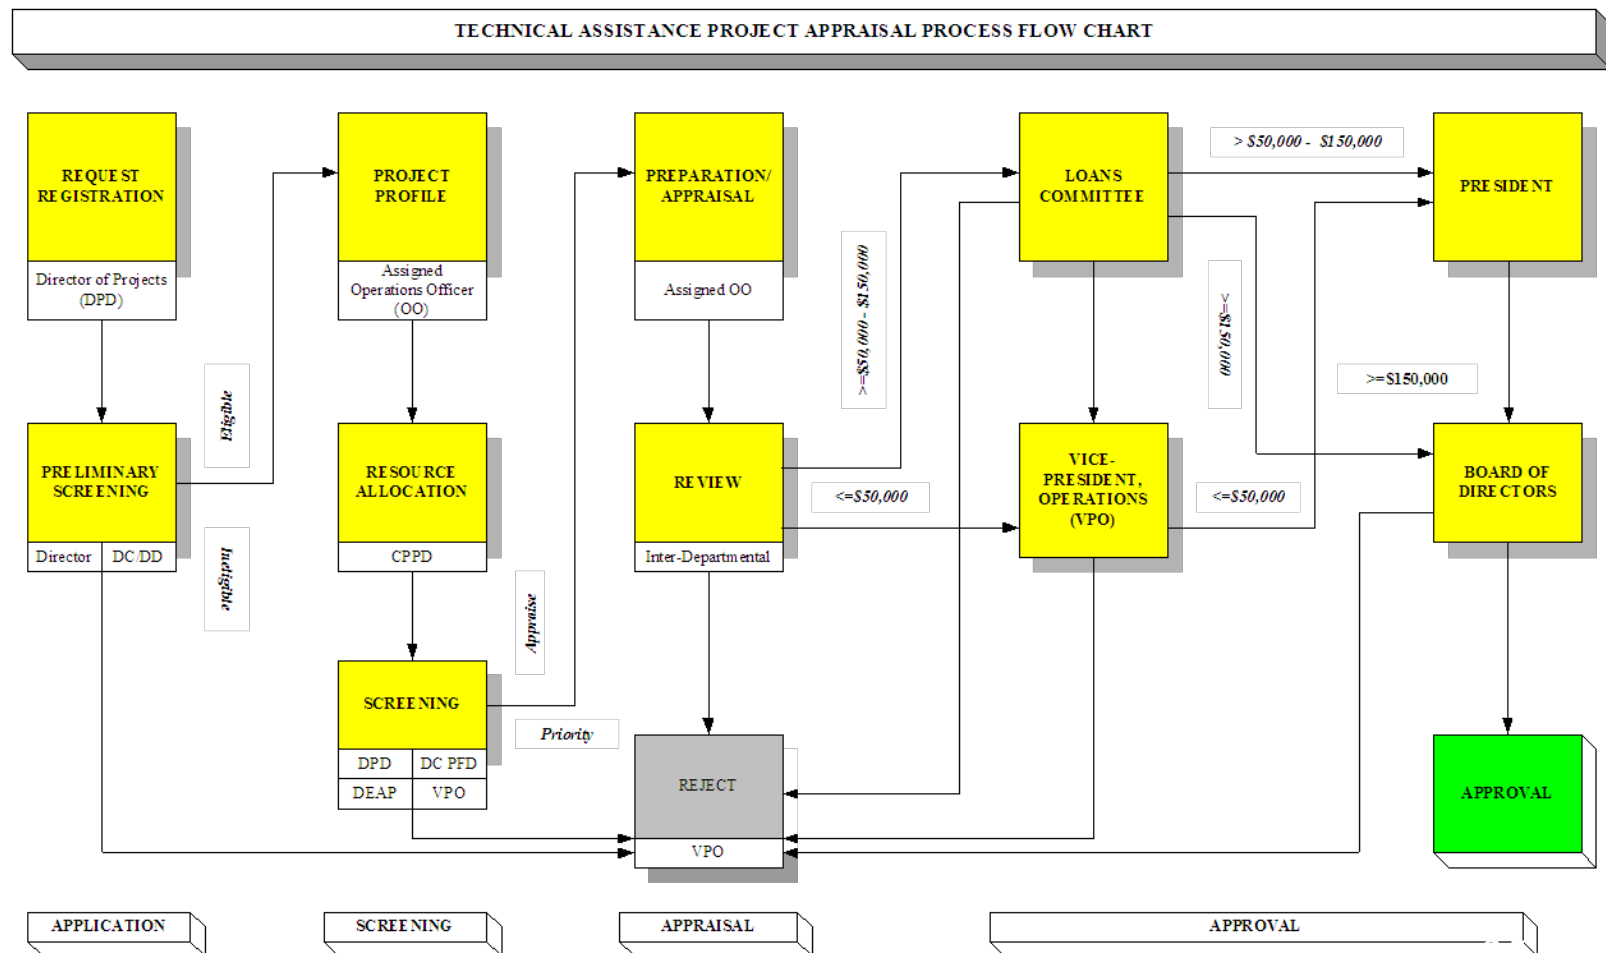 TECHNICAL ASSISTANCE PROJECT APPRAISAL PROCESS FLOW CHART
REQUEST
REGISTRATION
Director of Projects
(DPD)
PROJECT
PROFILE
Assigned
Operations Officer
(OO)
PREPARATION/
APPRAISAL
Assigned OO
LOANS
COMMITTEE
> $50,000 - $150,000
PRESIDENT
>=$50,000 - $150,000
>=$150,000
>=$150,000
Eligible
PRELIMINARY
SCREENING
Director
DC/DD
Ineligible
RESOURCE
ALLOCATION
CPPD
Appraise
REVIEW
Inter-Departmental
<=$50,000
VICE-
PRESIDENT,
OPERATIONS
(VPO)
<=$50,000
BOARD OF
DIRECTORS
SCREENING
DPD
DC PFD
DEAP
VPO
Priority
REJECT
VPO
APPROVAL
APPLICATION
SCREENING
APPRAISAL
APPROVAL